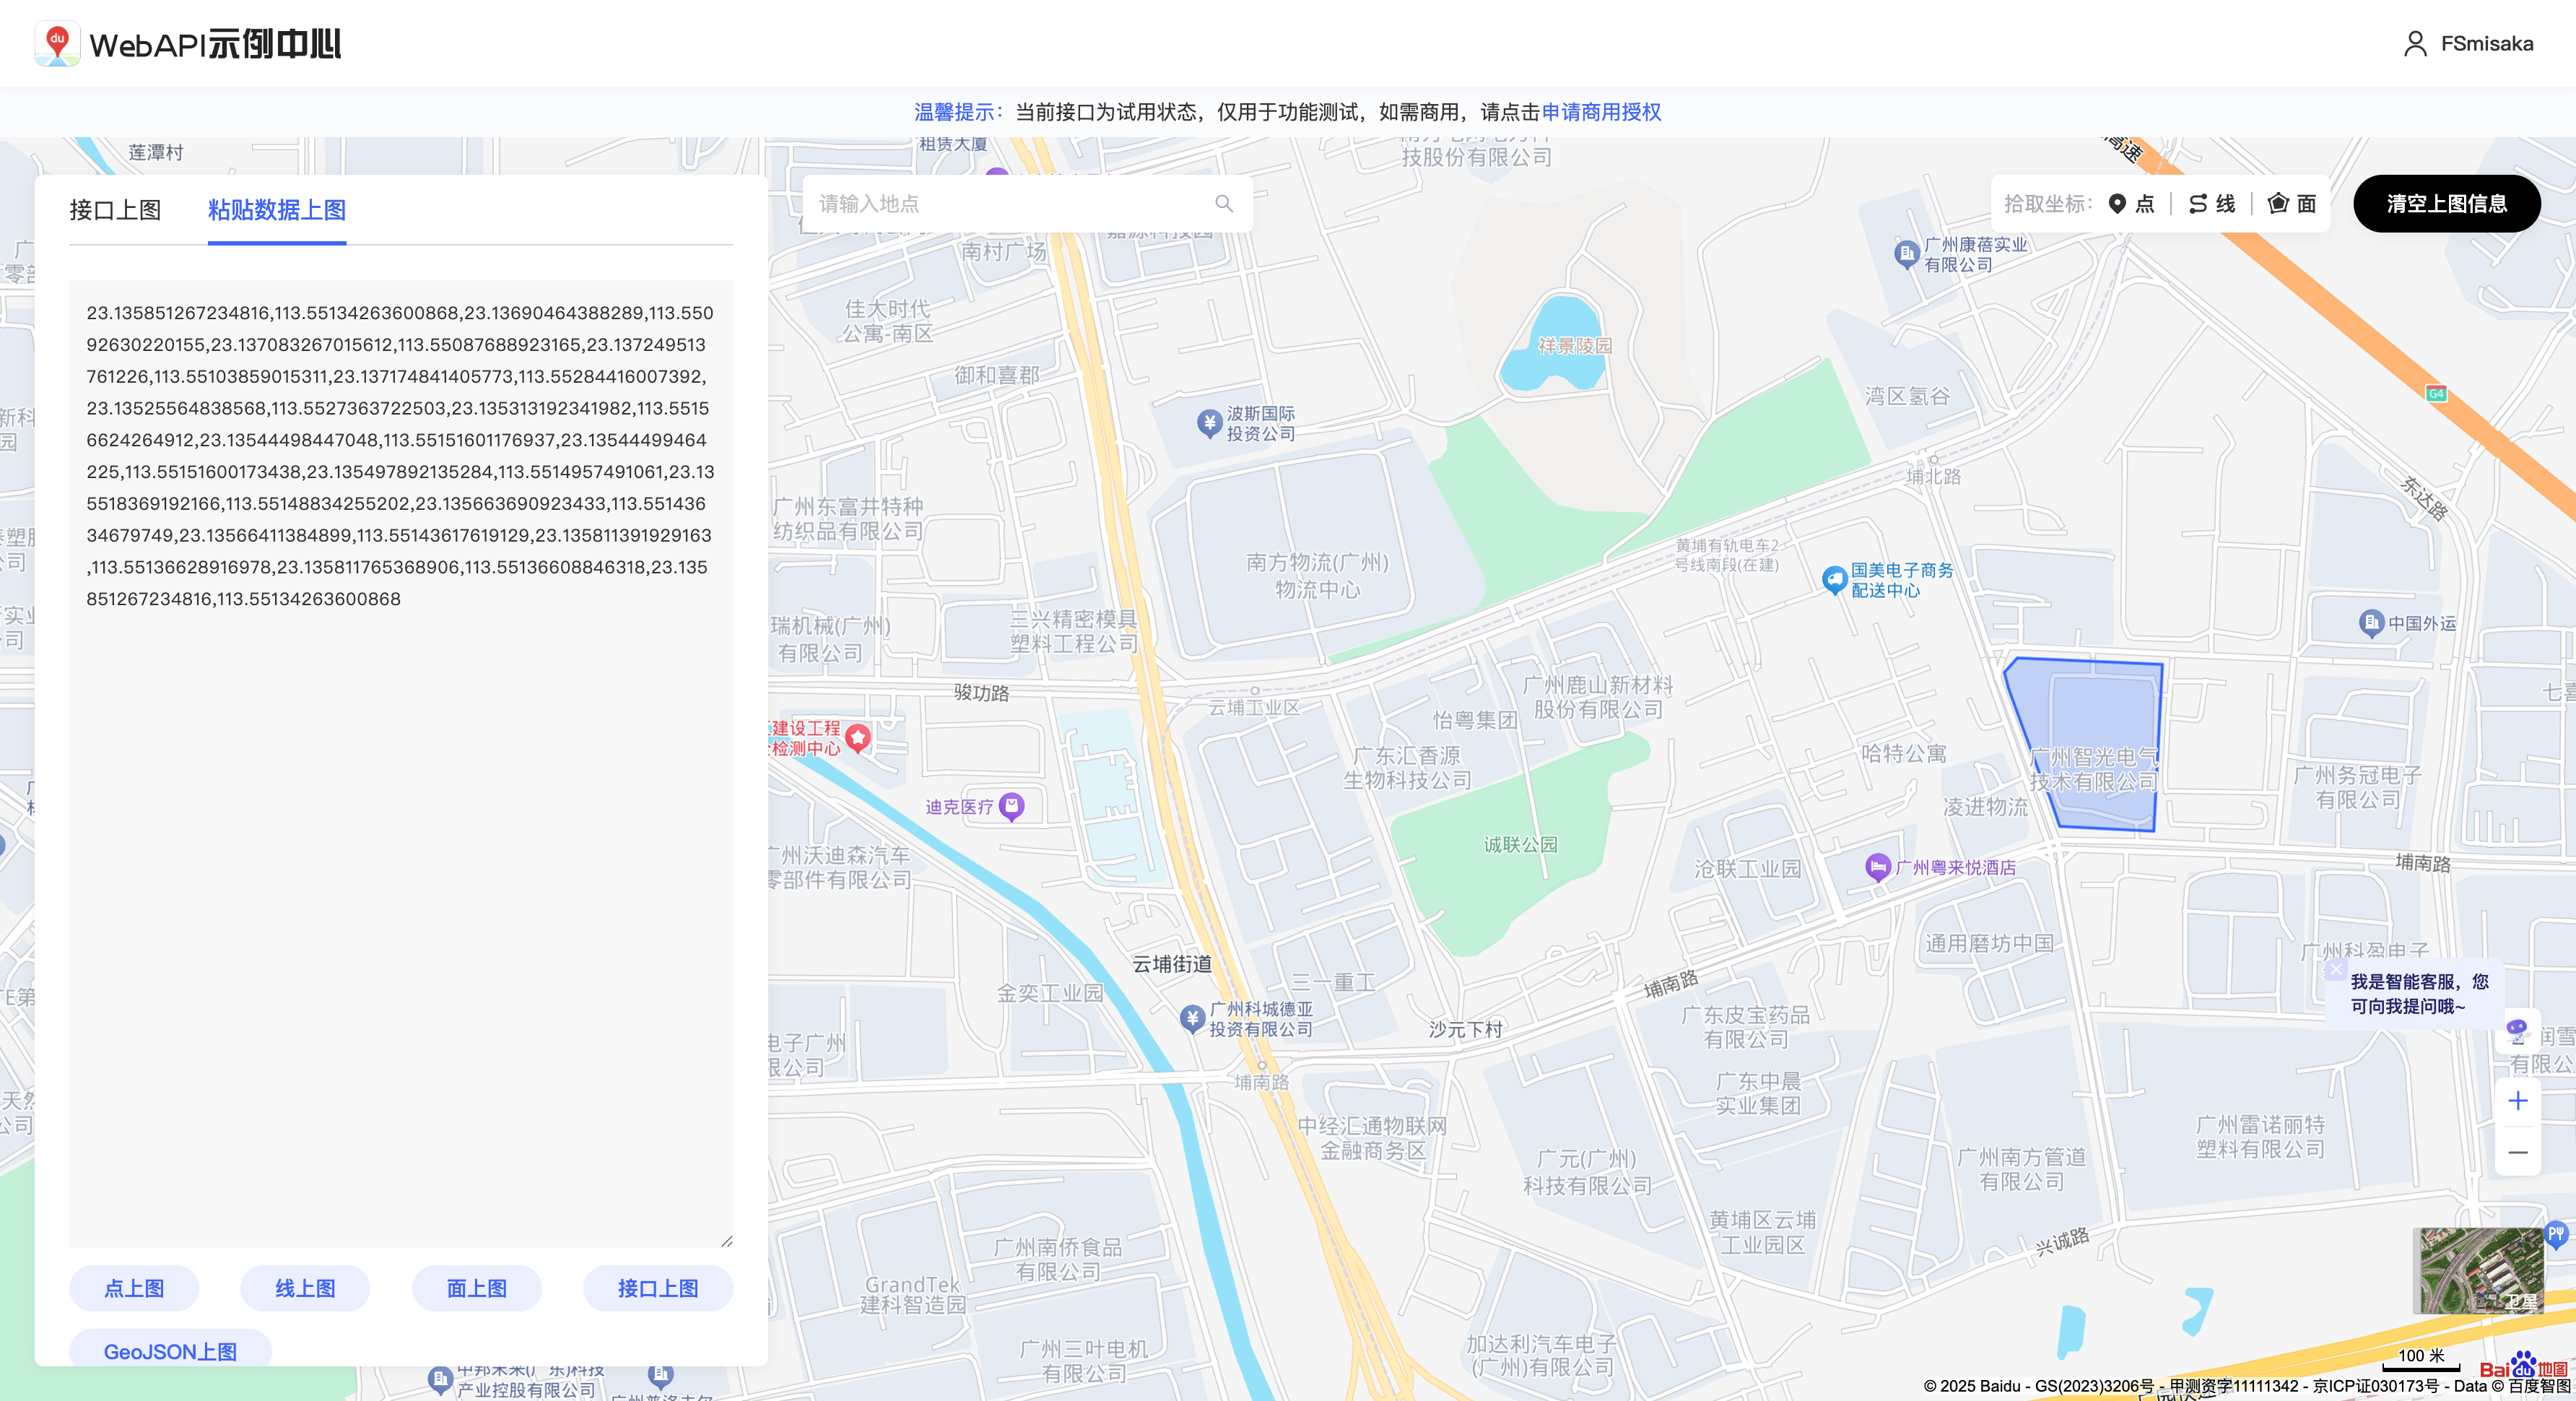 du
WebAPI示例中心
FSmisaka
温馨提示：当前接口为试用状态，仅用于功能测试，如需商用，请点击申请商用授权
接口上图
粘贴数据上图
23.135851267234816,113.55134263600868,23.13690464388289,113.550
92630220155,23.137083267015612,113.55087688923165,23.137249513
761226,113.55103859015311,23.137174841405773,113.55284416007392,
23.13525564838568,113.5527363722503,23.135313192341982,113.5515
6624264912,23.13544498447048,113.55151601176937,23.13544499464
225,113.55151600173438,23.135497892135284,113.5514957491061,23.13
5518369192166,113.55148834255202,23.135663690923433,113.551436
34679749,23.13566411384899,113.55143617619129,23.135811391929163
,113.55136628916978,23.135811765368906,113.55136608846318,23.135
851267234816,113.55134263600868
点上图
线上图
面上图
接口上图
GeoJSON上图
请输入地点
拾取坐标：
点
线
面
清空上图信息
莲潭村
租赁大厦
技股份有限公司
高速
南村广场
佳大时代
公寓-南区
御和喜郡
祥景陵园
波斯国际
投资公司
广州康蓓实业
有限公司
湾区氢谷
G4
埔北路
东达路
广州东富井特种
纺织品有限公司
南方物流(广州)
物流中心
黄埔有轨电车2
号线南段(在建)
国美电子商务
配送中心
中国外运
瑞机械(广州)
有限公司
三兴精密模具
塑料工程公司
骏功路
云埔工业区
广州鹿山新材料
股份有限公司
怡粤集团
广东汇香源
生物科技公司
哈特公寓
广州智光电气
技术有限公司
凌进物流
广州务冠电子
有限公司
建设工程
检测中心
迪克医疗
诚联公园
沧联工业园
广州粤来悦酒店
埔南路
广州沃迪森汽车
零部件有限公司
通用磨坊中国
广州科盈电子
云埔街道
三一重工
埔南路
金奕工业园
广州科城德亚
投资有限公司
沙元下村
广东皮宝药品
有限公司
我是智能客服，您
可向我提问哦~
润雪
有限公
电子广州
限公司
埔南路
广东中晨
实业集团
中经汇通物联网
金融商务区
广元(广州)
科技有限公司
广州南方管道
有限公司
广州雷诺丽特
塑料有限公司
黄埔区云埔
工业园区
兴诚路
广州南侨食品
有限公司
GrandTek
建科智造园
广州三叶电机
有限公司
加达利汽车电子
(广州)有限公司
产业控股有限公司
卫星
100 米
Bai du 地图
© 2025 Baidu - GS(2023)3206号 - 甲测资字11111342 - 京ICP证030173号 - Data © 百度智图